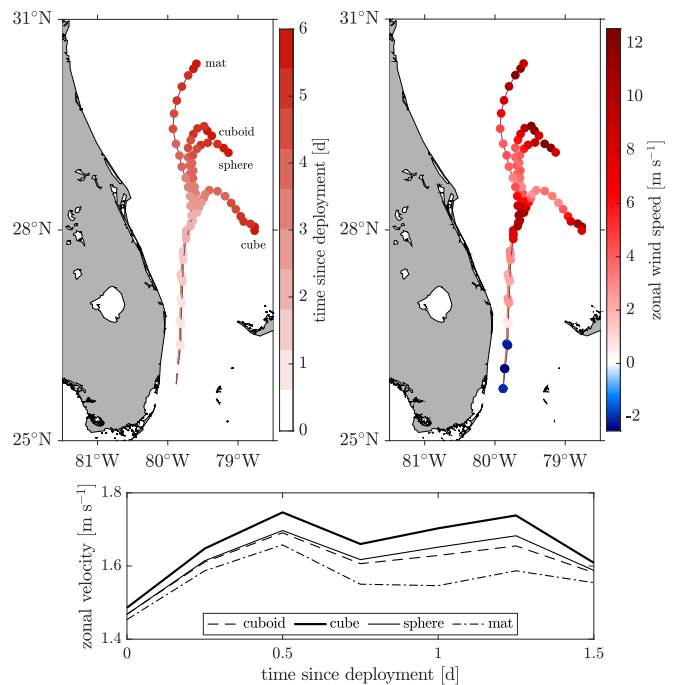 31°N
28°N
25°N
81°W
80°W
79°W
mat
cuboid
sphere
cube
6
5
4
3
2
1
0
time since deployment [d]
31°N
28°N
25°N
81°W
80°W
79°W
12
10
8
6
4
2
0
-2
zonal wind speed [m s⁻¹]
1.8
1.6
1.4
zonal velocity [m s⁻¹]
cuboid
cube
sphere
mat
0
0.5
1
1.5
time since deployment [d]